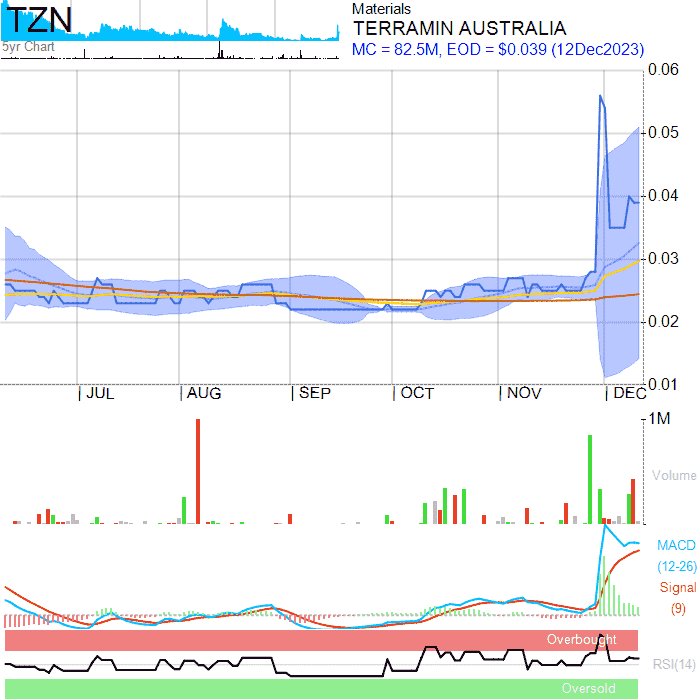 TZN
5yr Chart
Materials
TERRAMIN AUSTRALIA
MC = 82.5M, EOD = $0.039 (12Dec2023)
0.06
0.05
0.04
0.03
0.02
0.01
JUL AUG SEP OCT NOV DEC
1M
Volume
MACD
(12-26)
Signal
(9)
Overbought
RSI(14)
Oversold